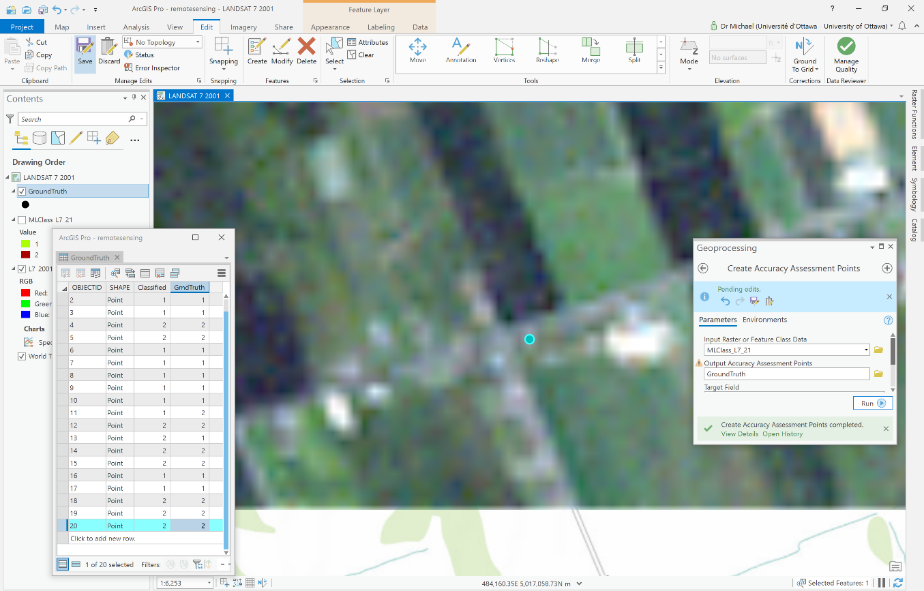 ArcGIS Pro - remotesensing - LANDSAT 7 2001
Feature Layer
?
Project Map Insert Analysis View Edit Imagery Share Appearance Labeling Data
Dr Michael (Université d'Ottawa University of Ottawa)
Paste
Cut
Copy
Copy Path
Clipboard
Save
Discard
No Topology
Status
Error Inspector
Manage Edits
Snapping
Snapping
Create
Modify
Delete
Features
Select
Attributes
Clear
Selection
Move
Annotation
Vertices
Reshape
Merge
Split
Tools
Mode
No surfaces
Elevation
Ground To Grid
Corrections
Manage Quality
Data Reviewer
Contents
Search
Drawing Order
LANDSAT 7 2001
GroundTruth
MLClass_L7_21
Value
1
2
L7 2001
RGB
Red:
Green
Blue:
Charts
Spec
World T
LANDSAT 7 2001
ArcGIS Pro - remotesensing
GroundTruth
OBJECTID SHAPE Classified GrndTruth
2 Point 1 1
3 Point 1 1
4 Point 2 2
5 Point 2 2
6 Point 1 1
7 Point 1 1
8 Point 1 1
9 Point 1 1
10 Point 1 1
11 Point 1 2
12 Point 2 2
13 Point 2 1
14 Point 2 2
15 Point 2 2
16 Point 1 1
17 Point 1 1
18 Point 2 2
19 Point 2 2
20 Point 2 2
Click to add new row.
1 of 20 selected Filters:
Geoprocessing
Create Accuracy Assessment Points
Pending edits.
Parameters Environments
Input Raster or Feature Class Data
MLClass_L7_21
Output Accuracy Assessment Points
GroundTruth
Target Field
Run
Create Accuracy Assessment Points completed.
View Details Open History
Raster Functions
Element
Symbology
Catalog
1:6,253
484,160.35E 5,017,058.73N m
Selected Features: 1